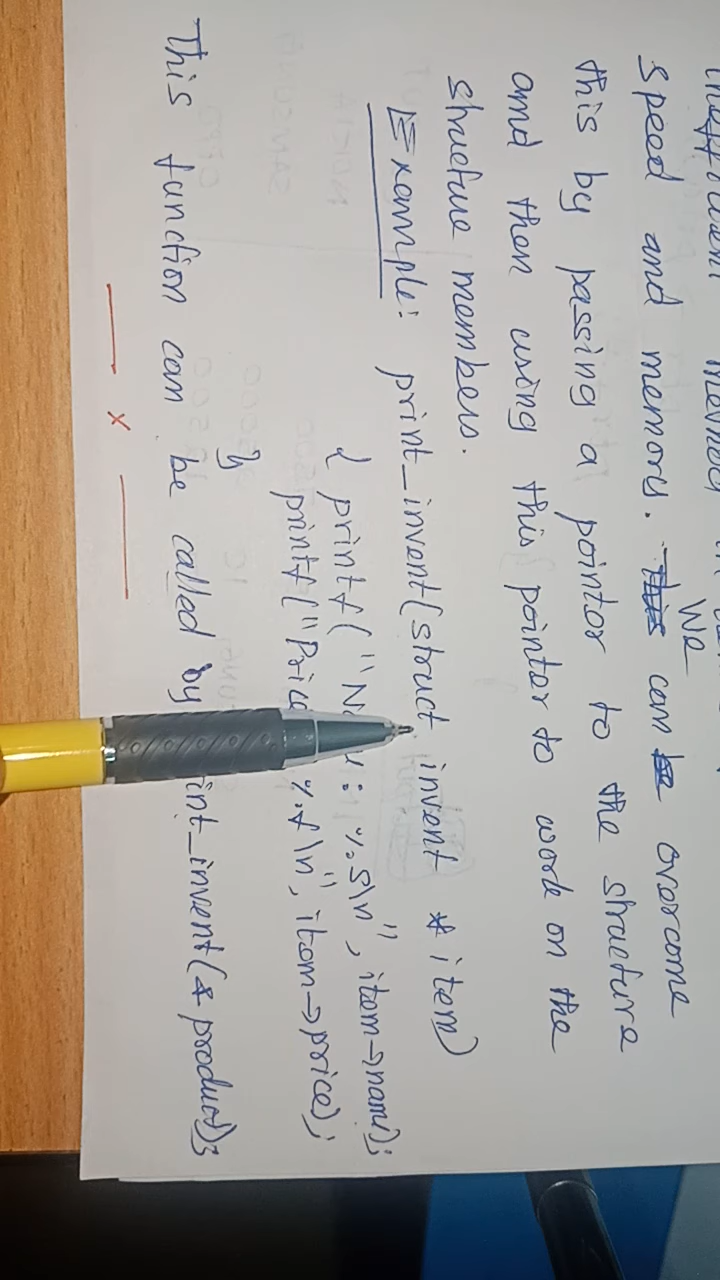 speed and memory. We can overcome
this by passing a pointor to the structure
and then using this pointer to work on the
structure members.
Example: print_invent(struct invent *item)
{ printf("N : %s\n", item->name);
printf("Price %f\n", item->price);
}
This function can be called by int_invent(&product);
x